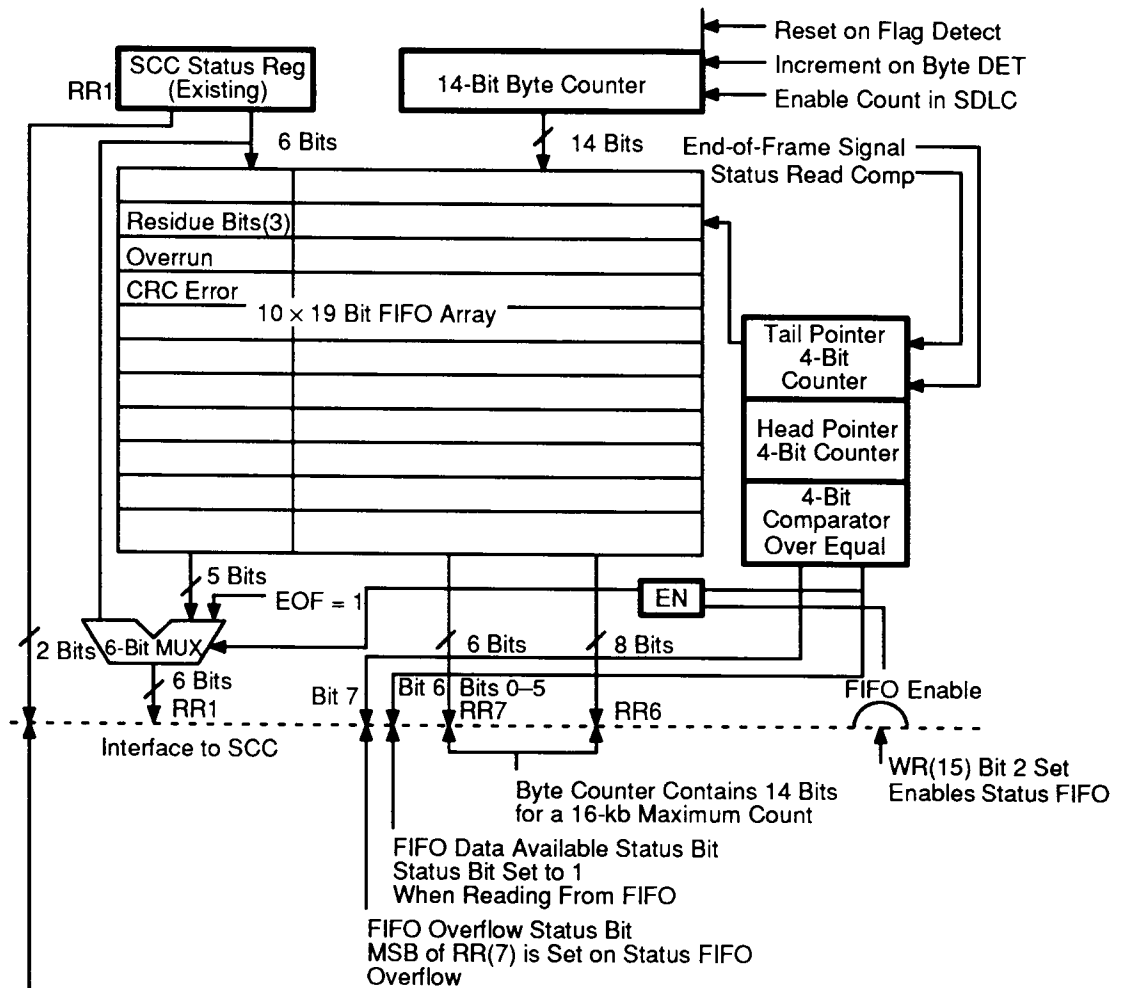 Reset on Flag Detect
SCC Status Reg
(Existing)
RR1
14-Bit Byte Counter
Increment on Byte DET
Enable Count in SDLC
6 Bits
14 Bits
End-of-Frame Signal
Status Read Comp
Residue Bits(3)
Overrun
CRC Error
10 × 19 Bit FIFO Array
Tail Pointer
4-Bit
Counter
Head Pointer
4-Bit Counter
4-Bit
Comparator
Over Equal
5 Bits
EOF = 1
EN
2 Bits
6-Bit MUX
6 Bits
8 Bits
6 Bits
RR1
Bit 7
Bit 6
Bits 0–5
RR7
RR6
FIFO Enable
Interface to SCC
WR(15) Bit 2 Set
Enables Status FIFO
Byte Counter Contains 14 Bits
for a 16-kb Maximum Count
FIFO Data Available Status Bit
Status Bit Set to 1
When Reading From FIFO
FIFO Overflow Status Bit
MSB of RR(7) is Set on Status FIFO
Overflow